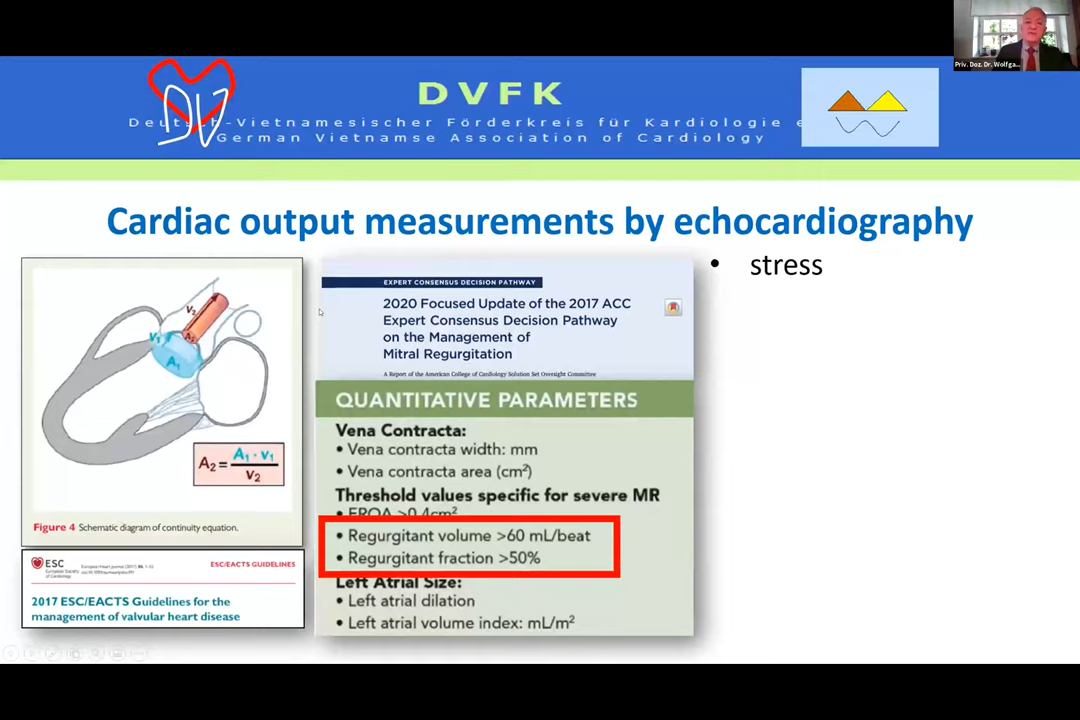 Priv. Doz. Dr. Wolfga...
DV
DVFK
Deutsch-Vietnamesischer Förderkreis für Kardiologie e
German Vietnamse Association of Cardiology
Cardiac output measurements by echocardiography
V2
V1
A2
A1
A2 = A1 · v1
v2
Figure 4 Schematic diagram of continuity equation.
ESC
European Society
of Cardiology
ESC/EACTS GUIDELINES
2017 ESC/EACTS Guidelines for the
management of valvular heart disease
EXPERT CONSENSUS DECISION PATHWAY
2020 Focused Update of the 2017 ACC
Expert Consensus Decision Pathway
on the Management of
Mitral Regurgitation
A Report of the American College of Cardiology Solution Set Oversight Committee
QUANTITATIVE PARAMETERS
Vena Contracta:
• Vena contracta width: mm
• Vena contracta area (cm²)
Threshold values specific for severe MR
• EROA >0.4cm²
• Regurgitant volume >60 mL/beat
• Regurgitant fraction >50%
Left Atrial Size:
• Left atrial dilation
• Left atrial volume index: mL/m²
• stress